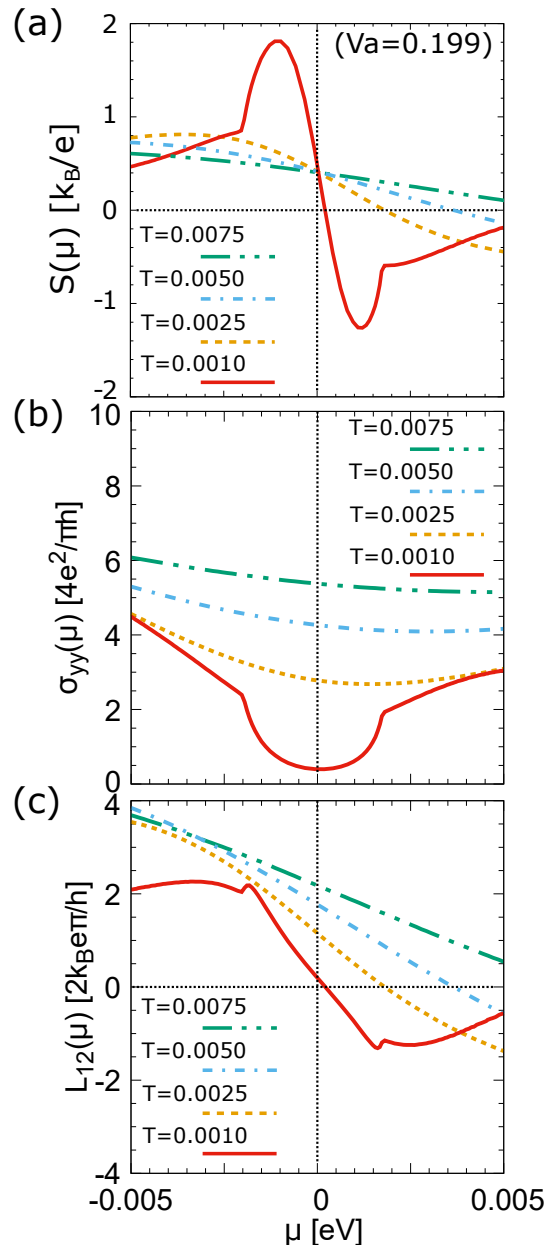 (a)
(Va=0.199)
S(μ) [k_B/e]
2
1
0
-1
-2
T=0.0075
T=0.0050
T=0.0025
T=0.0010
(b)
σ_yy(μ) [4e^2/πh]
10
8
6
4
2
0
T=0.0075
T=0.0050
T=0.0025
T=0.0010
(c)
L_12(μ) [2k_Beπ/h]
4
2
0
-2
-4
T=0.0075
T=0.0050
T=0.0025
T=0.0010
-0.005 0 0.005
μ [eV]